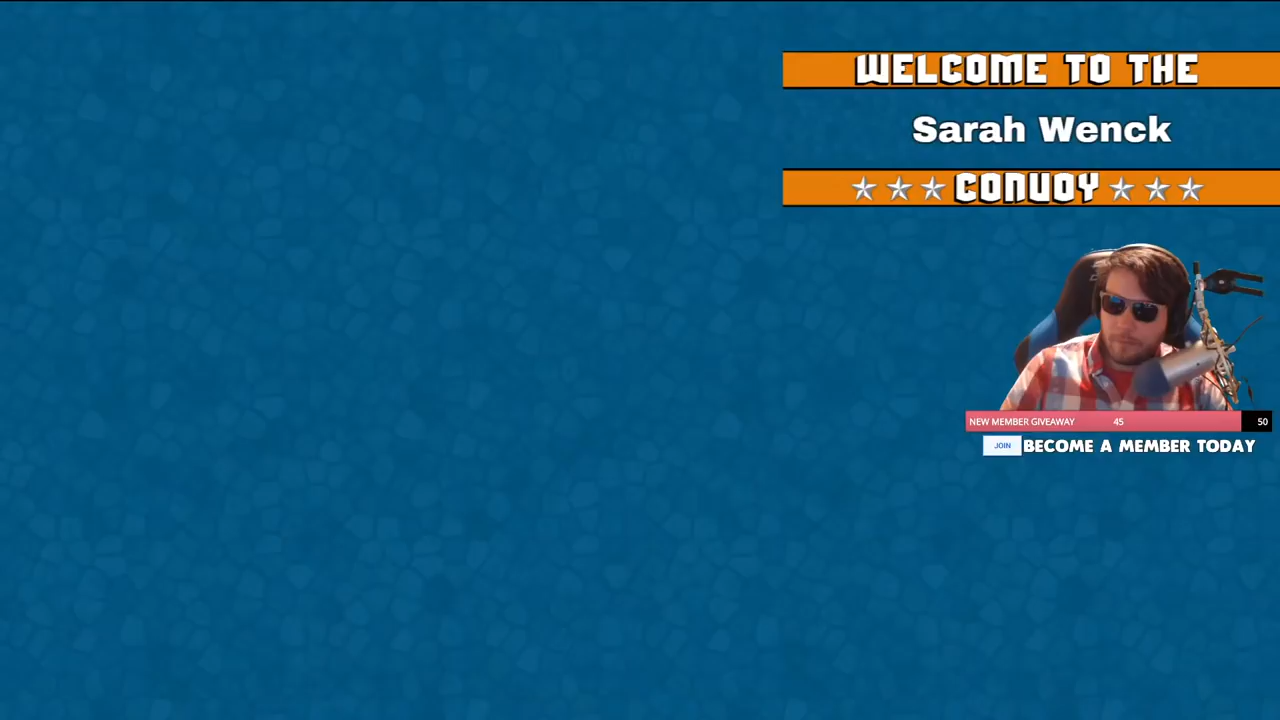 WELCOME TO THE
Sarah Wenck
CONVOY
NEW MEMBER GIVEAWAY 45 50
JOIN BECOME A MEMBER TODAY